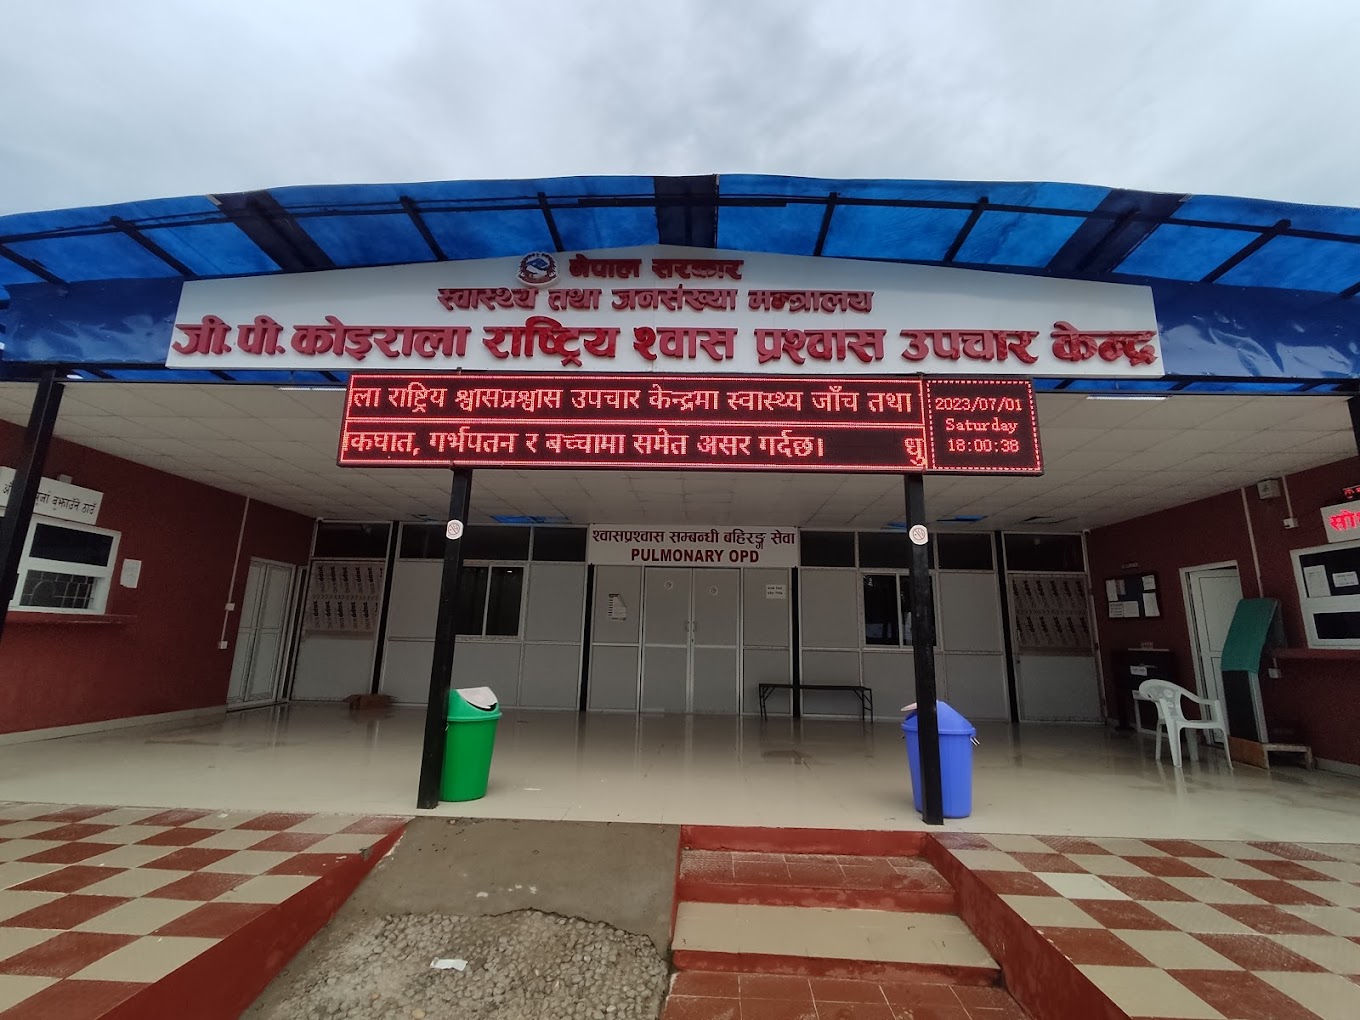 नेपाल सरकार
स्वास्थ्य तथा जनसंख्या मन्त्रालय
जी.पी. कोइराला राष्ट्रिय श्वास प्रश्वास उपचार केन्द्र
ला राष्ट्रिय श्वासप्रश्वास उपचार केन्द्रमा स्वास्थ्य जाँच तथा
कघात, गर्भपतन र बच्चामा समेत असर गर्दछ। धु
2023/07/01
Saturday
18:00:38
श्वासप्रश्वास सम्बन्धी बहिरङ्ग सेवा
PULMONARY OPD
बुझाउँने ठाउँ